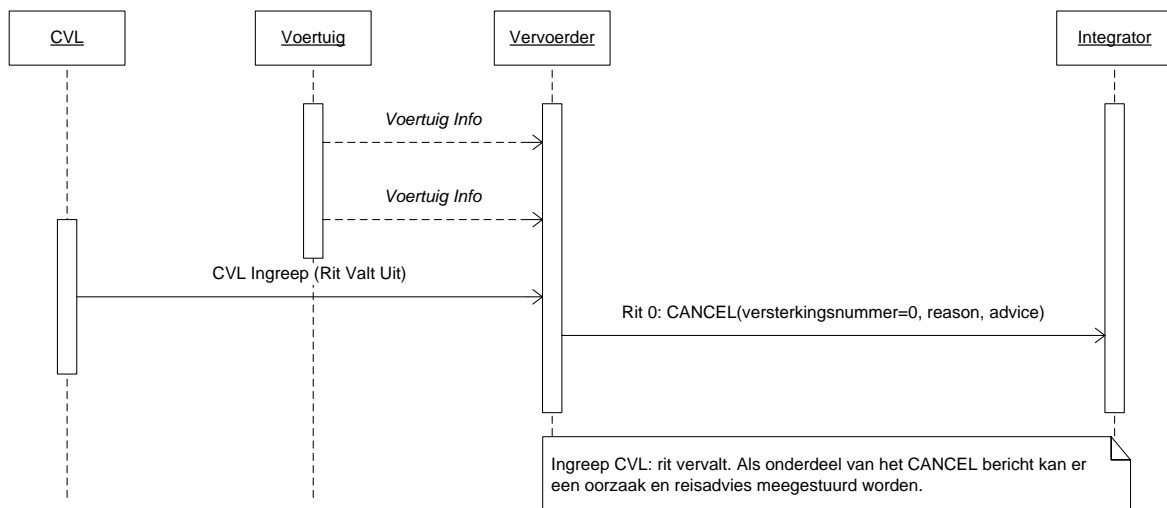 CVL
Voertuig
Vervoerder
Integrator
Voertuig Info
Voertuig Info
CVL Ingreep (Rit Valt Uit)
Rit 0: CANCEL(versterkingsnummer=0, reason, advice)
Ingreep CVL: rit vervalt. Als onderdeel van het CANCEL bericht kan er
een oorzaak en reisadvies meegestuurd worden.